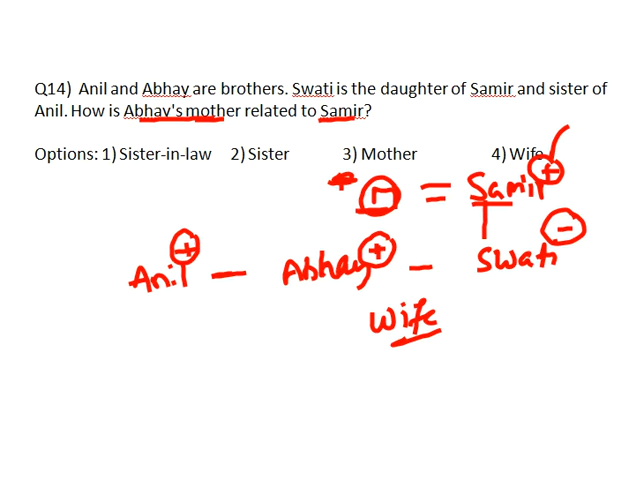 Q14) Anil and Abhay are brothers. Swati is the daughter of Samir and sister of
Anil. How is Abhay's mother related to Samir?
Options: 1) Sister-in-law 2) Sister 3) Mother 4) Wife
= Samir +
Anil + — Abhay + — Swati -
Wife